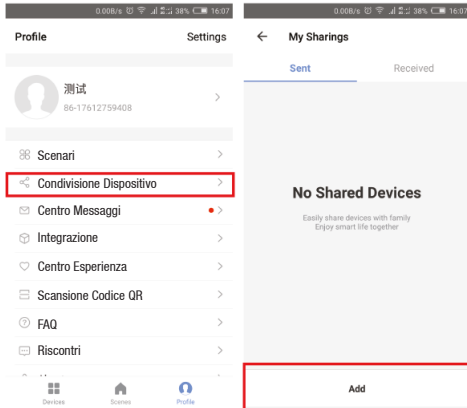 0.00B/s 38% 16:07
Profile
Settings
测试
86-17612759408
Scenari
Condivisione Dispositivo
Centro Messaggi
Integrazione
Centro Esperienza
Scansione Codice QR
FAQ
Riscontri
Devices
Scenes
Profile
0.00B/s 38% 16:07
My Sharings
Sent
Received
No Shared Devices
Easily share devices with family
Enjoy smart life together
Add